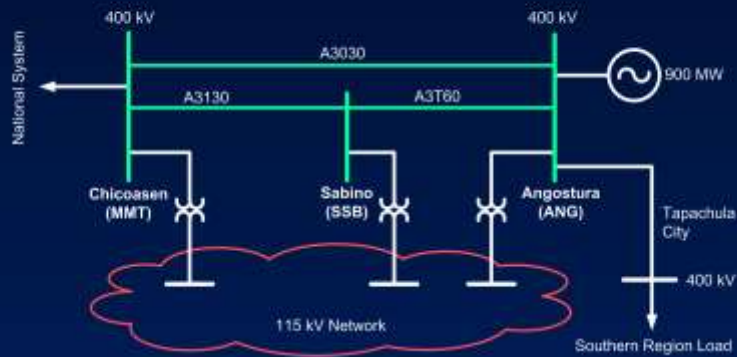 400 kV
400 kV
A3030
National System
900 MW
A3130
A3T60
Chicoasen
(MMT)
Sabino
(SSB)
Angostura
(ANG)
Tapachula
City
400 kV
115 kV Network
Southern Region Load